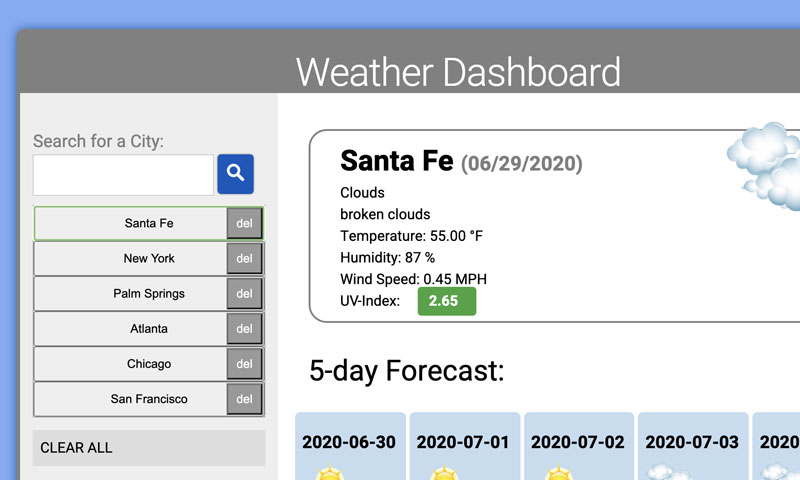 Weather Dashboard
Search for a City:
Santa Fe del
New York del
Palm Springs del
Atlanta del
Chicago del
San Francisco del
CLEAR ALL
Santa Fe (06/29/2020)
Clouds
broken clouds
Temperature: 55.00 °F
Humidity: 87 %
Wind Speed: 0.45 MPH
UV-Index: 2.65
5-day Forecast:
2020-06-30 2020-07-01 2020-07-02 2020-07-03 2020